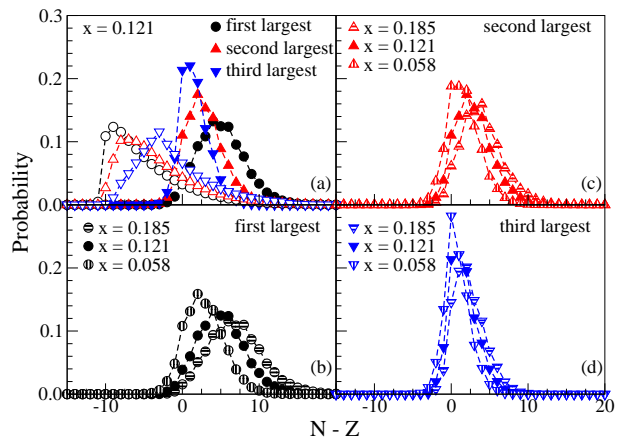 x = 0.121
first largest
second largest
third largest
0.3
0.2
0.1
0.0
(a)
x = 0.185
x = 0.121
x = 0.058
second largest
(c)
Probability
x = 0.185
x = 0.121
x = 0.058
first largest
0.2
0.1
0.0
(b)
-10 0 10
x = 0.185
x = 0.121
x = 0.058
third largest
(d)
0 10 20
N - Z